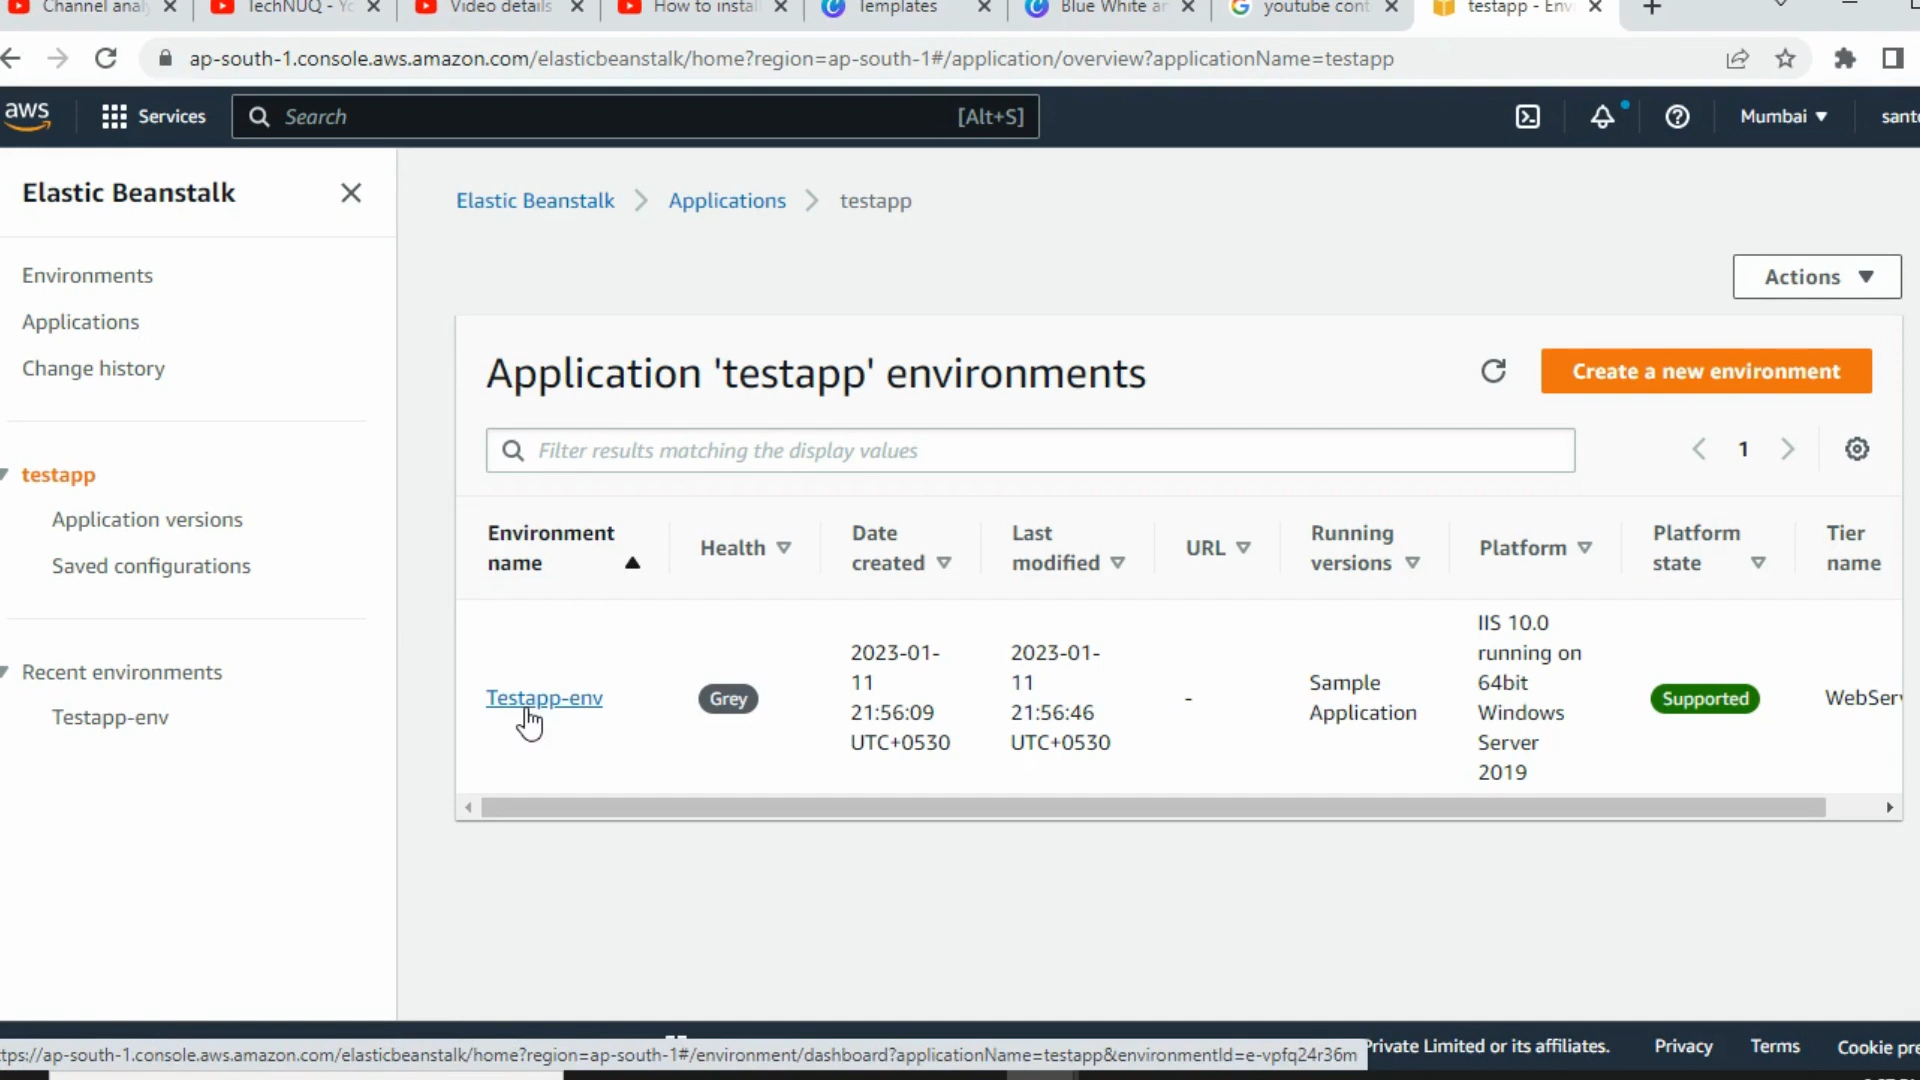 Channel anal
TechNUQ - Yo
Video details
How to instal
Templates
Blue White an
youtube cont
testapp - Env
ap-south-1.console.aws.amazon.com/elasticbeanstalk/home?region=ap-south-1#/application/overview?applicationName=testapp
aws
Services
Search
[Alt+S]
Mumbai
santo
Elastic Beanstalk
Environments
Applications
Change history
testapp
Application versions
Saved configurations
Recent environments
Testapp-env
Elastic Beanstalk
Applications
testapp
Actions
Application 'testapp' environments
Create a new environment
Filter results matching the display values
1
Environment
name
Health
Date
created
Last
modified
URL
Running
versions
Platform
Platform
state
Tier
name
Testapp-env
Grey
2023-01-
11
21:56:09
UTC+0530
2023-01-
11
21:56:46
UTC+0530
-
Sample
Application
IIS 10.0
running on
64bit
Windows
Server
2019
Supported
WebServ
ttps://ap-south-1.console.aws.amazon.com/elasticbeanstalk/home?region=ap-south-1#/environment/dashboard?applicationName=testapp&environmentId=e-vpfq24r36m
Private Limited or its affiliates.
Privacy
Terms
Cookie pre